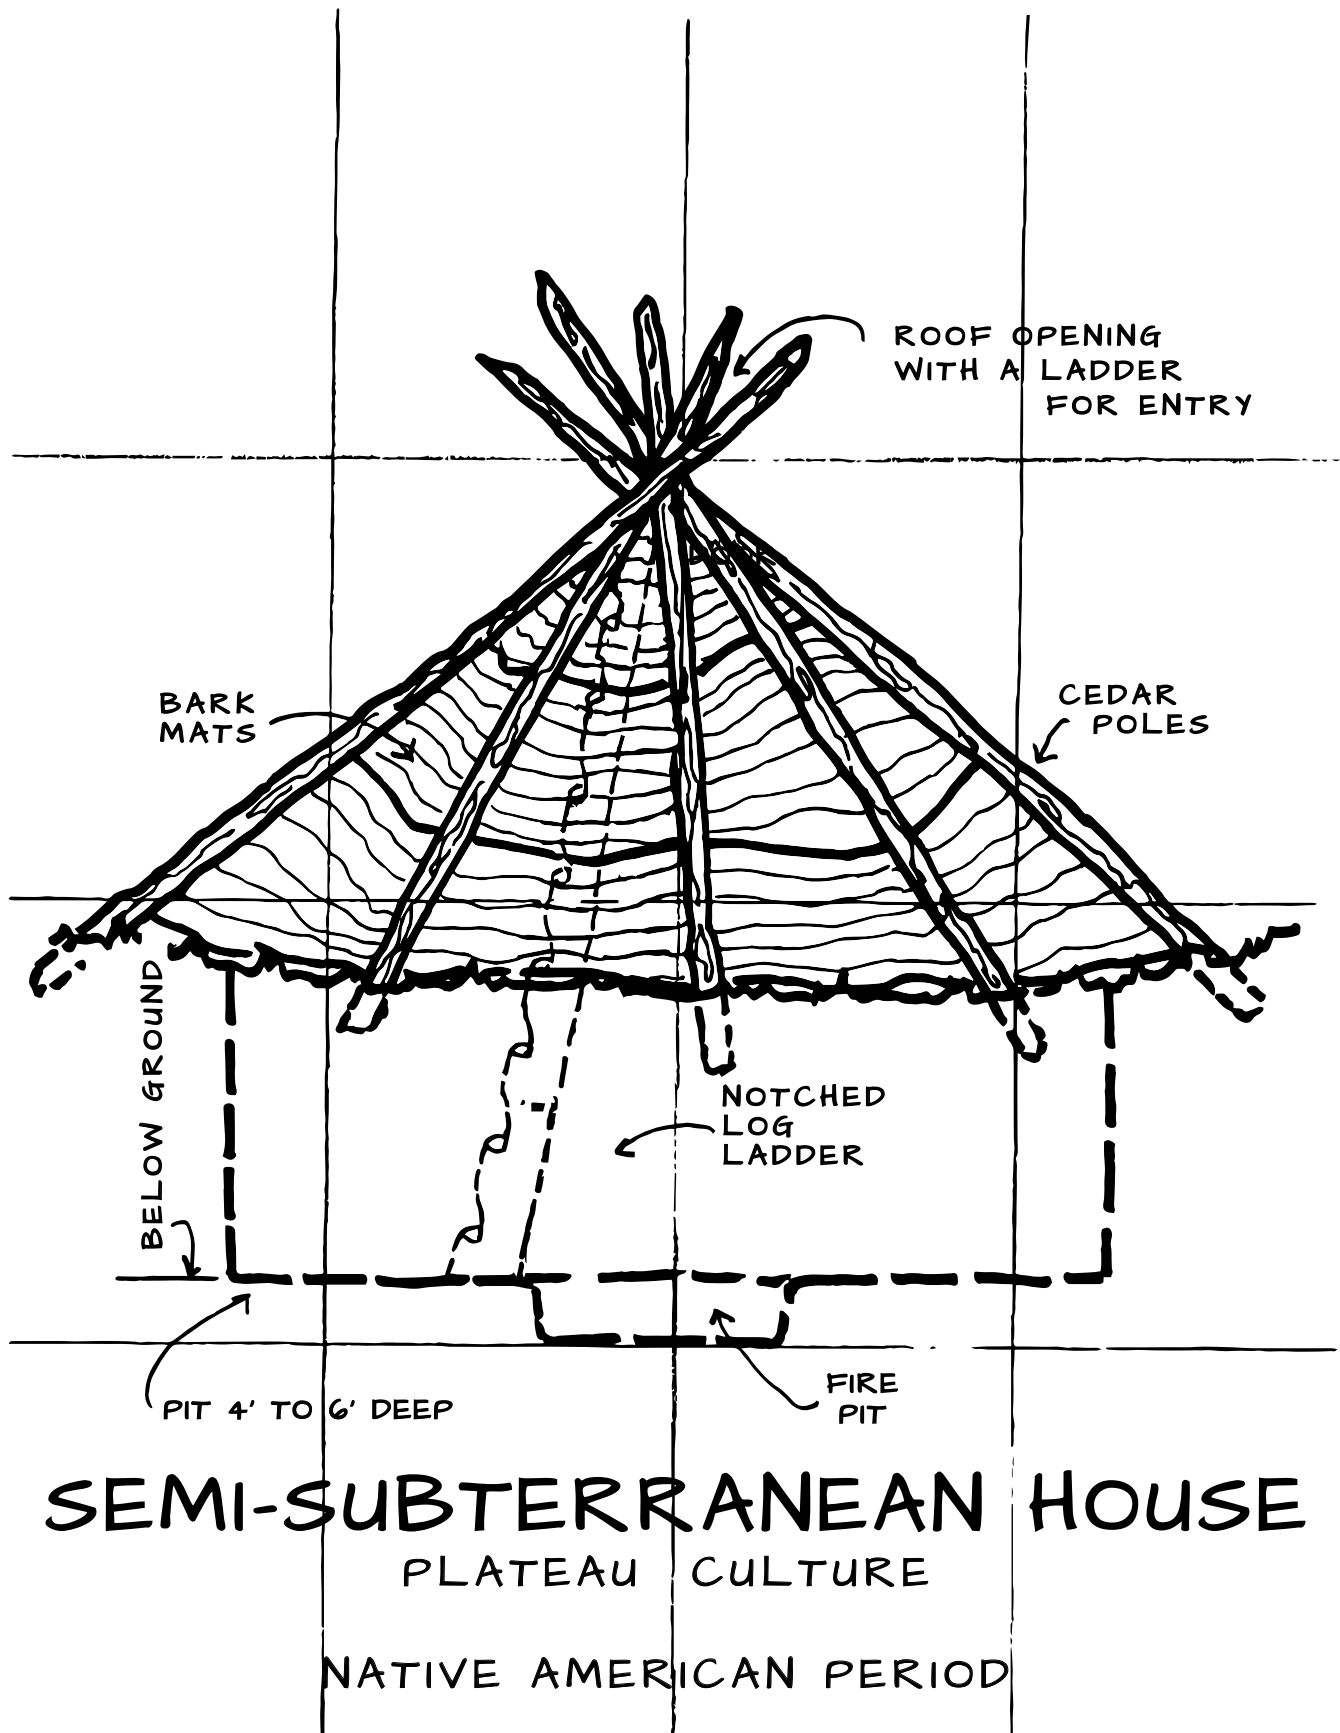 ROOF OPENING
WITH A LADDER
FOR ENTRY
BARK
MATS
CEDAR
POLES
BELOW GROUND
NOTCHED
LOG
LADDER
PIT 4' TO 6' DEEP
FIRE
PIT
SEMI-SUBTERRANEAN HOUSE
PLATEAU CULTURE
NATIVE AMERICAN PERIOD